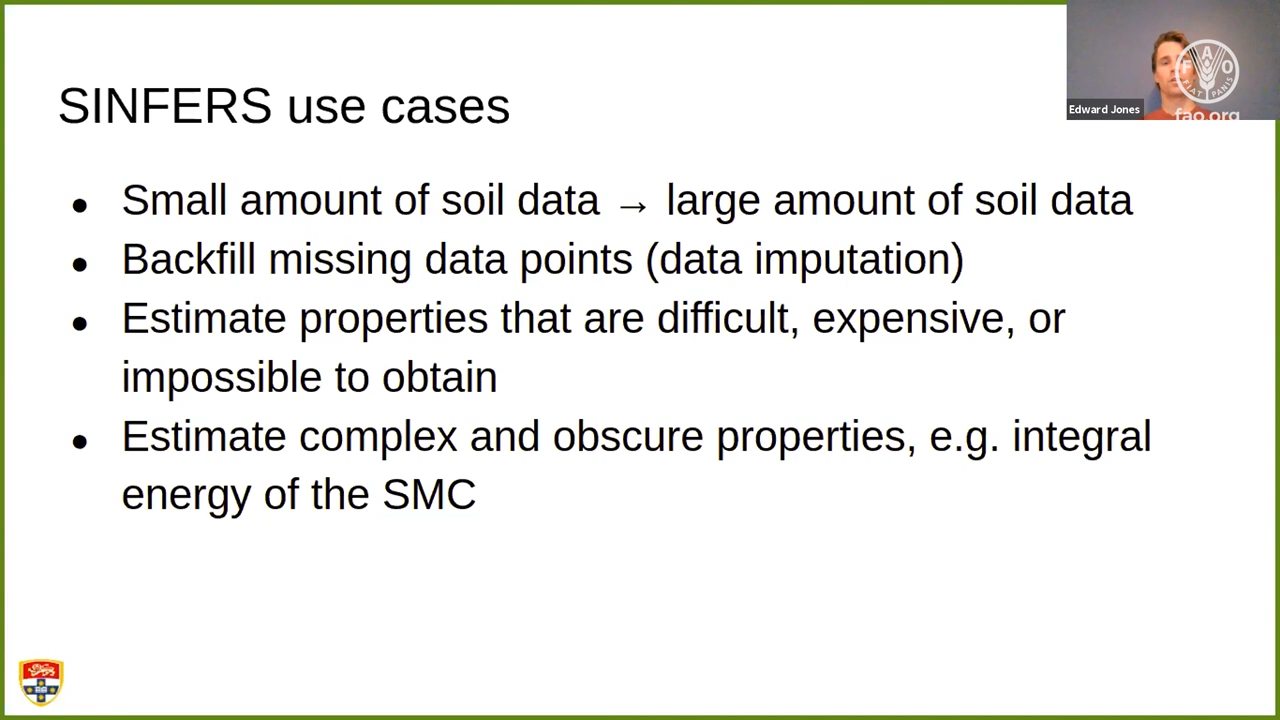 SINFERS use cases
● Small amount of soil data → large amount of soil data
● Backfill missing data points (data imputation)
● Estimate properties that are difficult, expensive, or
impossible to obtain
● Estimate complex and obscure properties, e.g. integral
energy of the SMC
Edward Jones
F A O
FIAT PANIS
fao.org